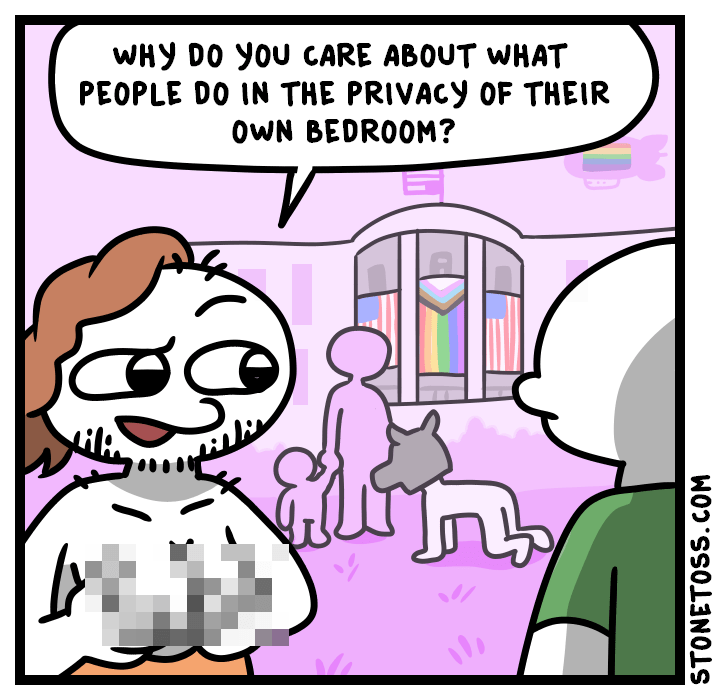 WHY DO YOU CARE ABOUT WHAT
PEOPLE DO IN THE PRIVACY OF THEIR
OWN BEDROOM?
STONETOSS.COM